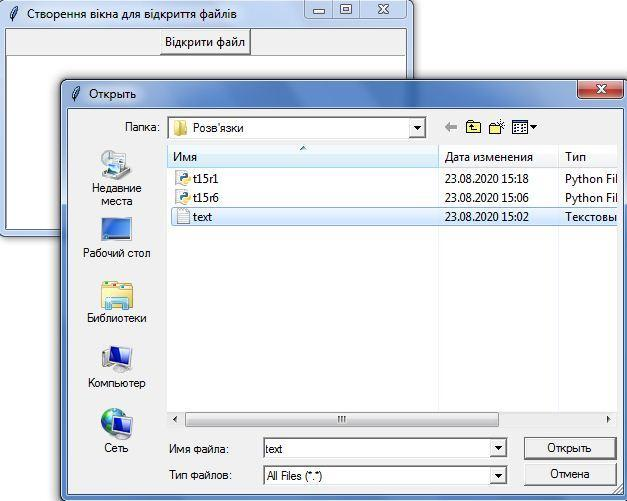 Створення вікна для відкриття файлів
Відкрити файл
Открыть
Папка: Розв'язки
Имя Дата изменения Тип
t15r1 23.08.2020 15:18 Python Fil
t15r6 23.08.2020 15:06 Python Fil
text 23.08.2020 15:02 Текстовы
Недавние
места
Рабочий стол
Библиотеки
Компьютер
Сеть
Имя файла: text Открыть
Тип файлов: All Files (*.*) Отмена